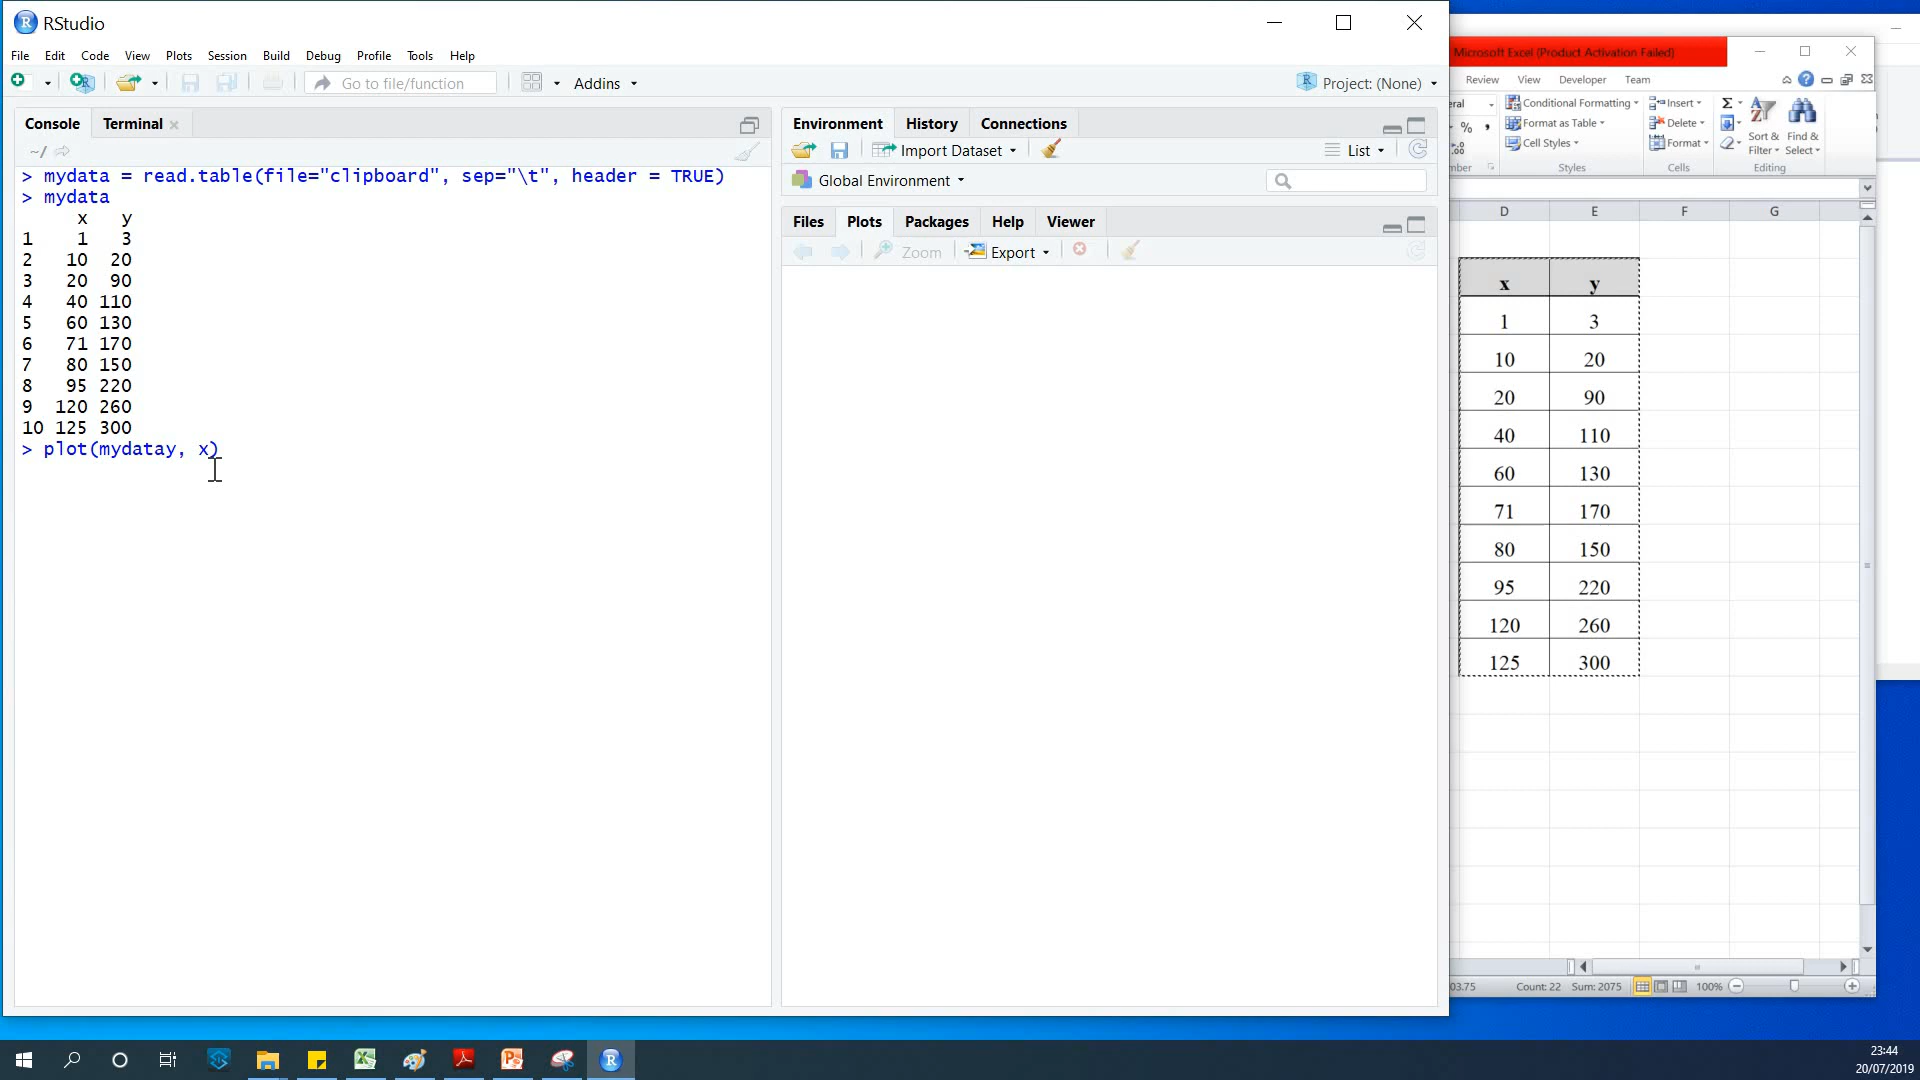 RStudio
File Edit Code View Plots Session Build Debug Profile Tools Help
Go to file/function
Addins
Project: (None)
Console Terminal
~/
> mydata = read.table(file="clipboard", sep="\t", header = TRUE)
> mydata
x y
1 1 3
2 10 20
3 20 90
4 40 110
5 60 130
6 71 170
7 80 150
8 95 220
9 120 260
10 125 300
> plot(mydatay, x)
Environment History Connections
Import Dataset
List
Global Environment
Files Plots Packages Help Viewer
Zoom Export
Microsoft Excel (Product Activation Failed)
Review View Developer Team
Conditional Formatting
Format as Table
Cell Styles
Styles
Insert
Delete
Format
Cells
Sort & Filter
Find & Select
Editing
D E F G
x y
1 3
10 20
20 90
40 110
60 130
71 170
80 150
95 220
120 260
125 300
03.75 Count: 22 Sum: 2075 100%
23:44
20/07/2019